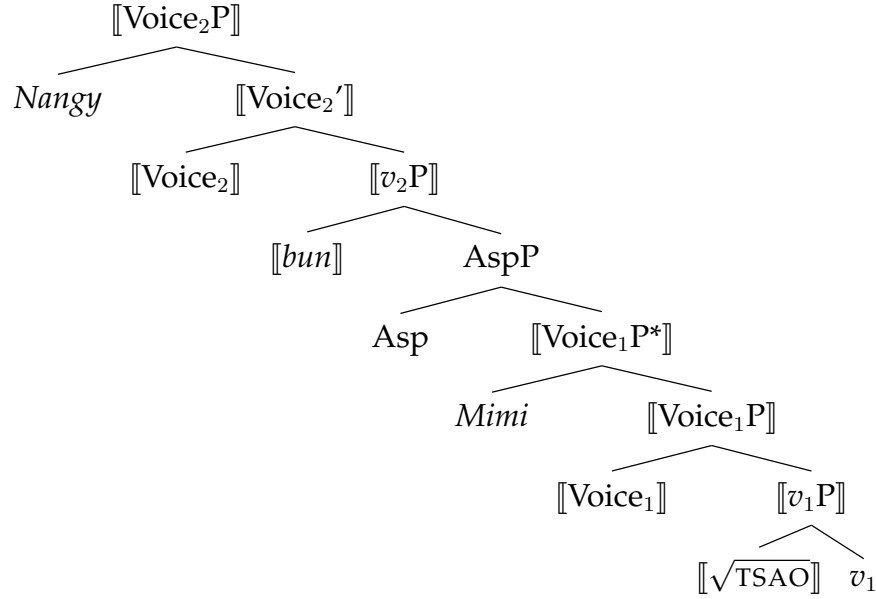 ⟦Voice₂P⟧
Nangy ⟦Voice₂'⟧
⟦Voice₂⟧ ⟦v₂P⟧
⟦bun⟧ AspP
Asp ⟦Voice₁P*⟧
Mimi ⟦Voice₁P⟧
⟦Voice₁⟧ ⟦v₁P⟧
⟦√TSAO⟧ v₁